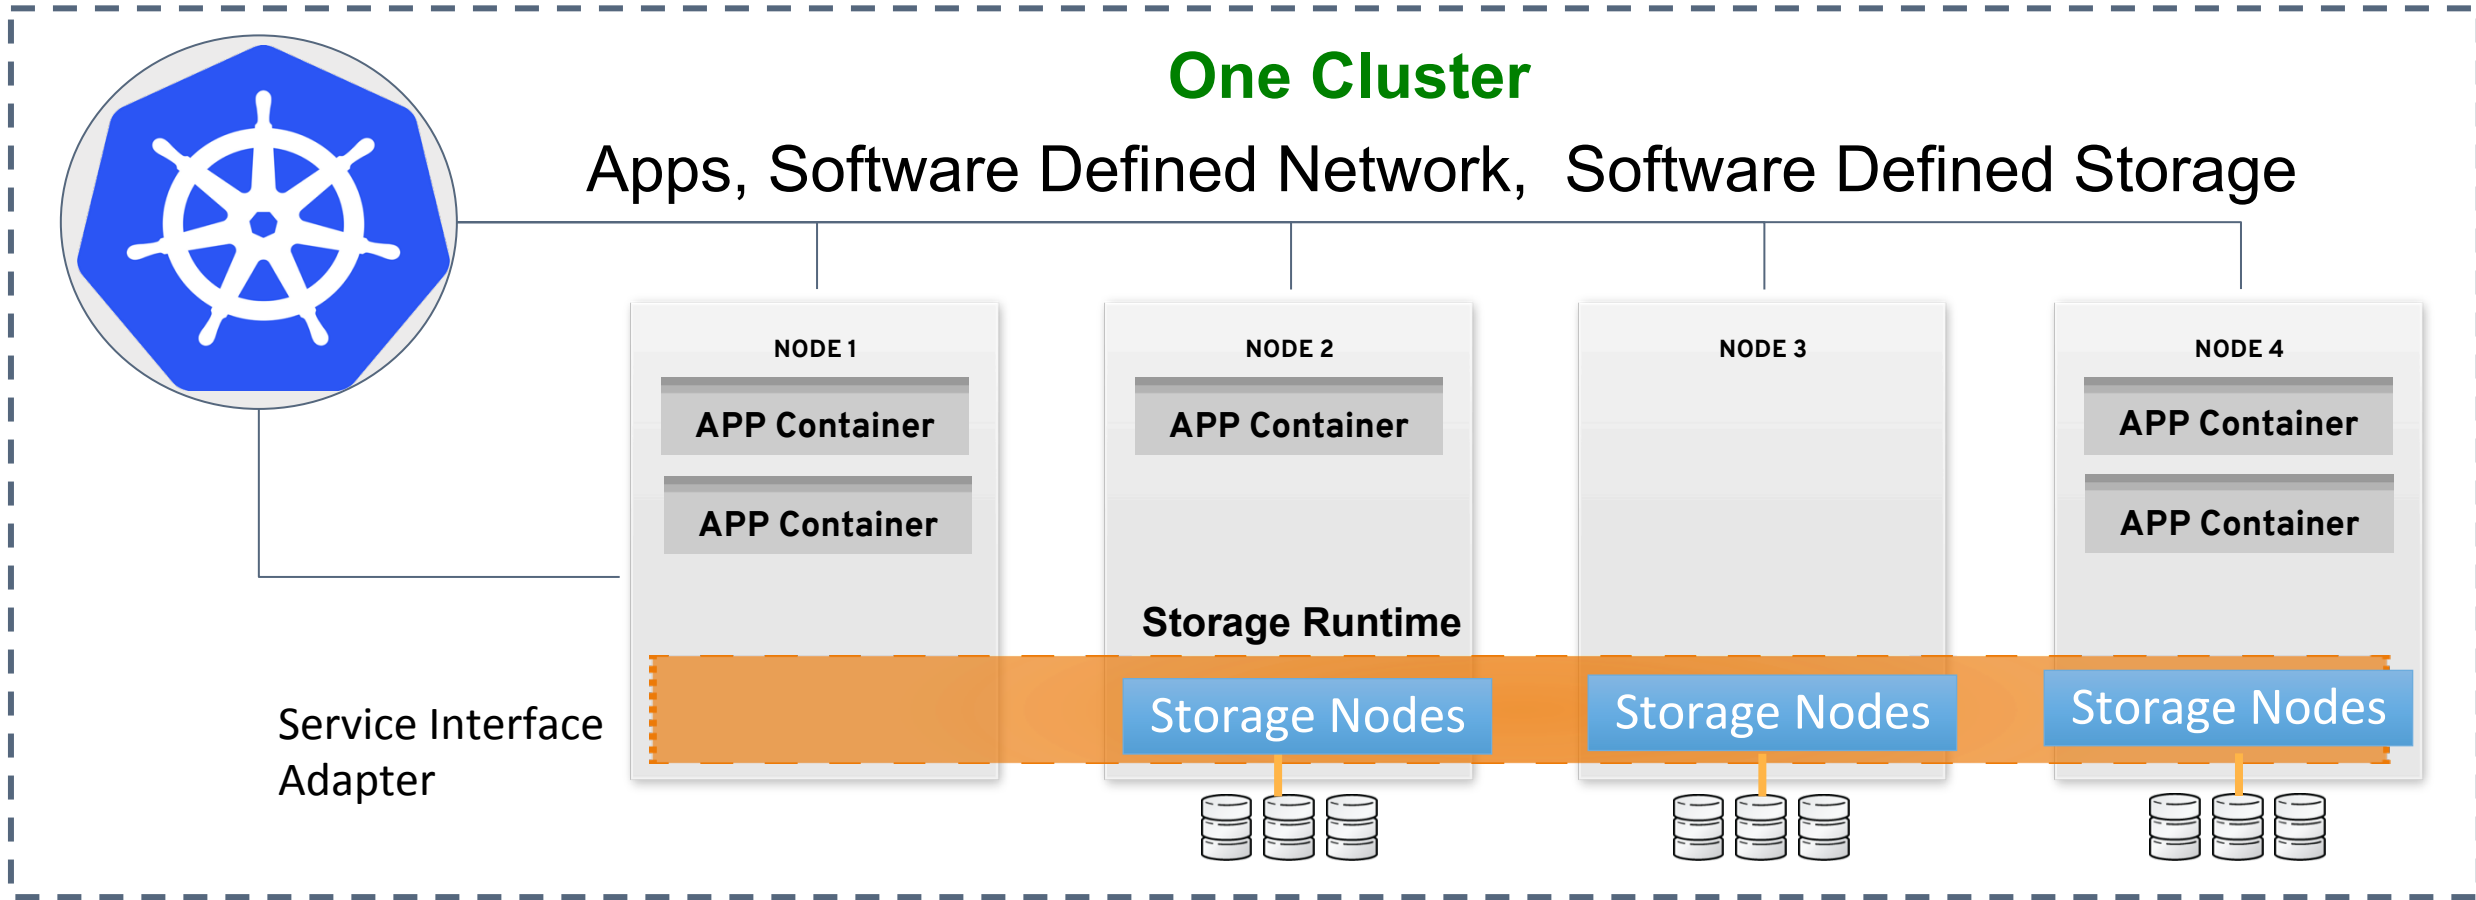 One Cluster
Apps, Software Defined Network, Software Defined Storage
NODE 1
NODE 2
NODE 3
NODE 4
APP Container
APP Container
APP Container
APP Container
APP Container
Storage Runtime
Service Interface
Adapter
Storage Nodes
Storage Nodes
Storage Nodes